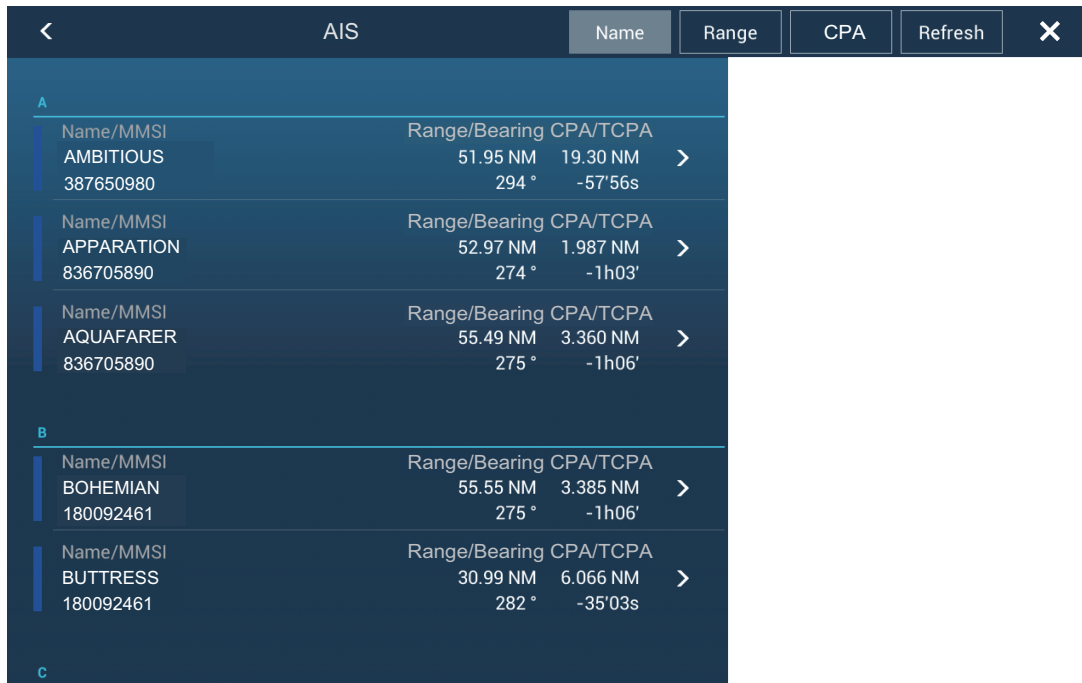 AIS Name Range CPA Refresh
A
Name/MMSI Range/Bearing CPA/TCPA
AMBITIOUS 51.95 NM 19.30 NM
387650980 294 ° -57'56s
Name/MMSI Range/Bearing CPA/TCPA
APPARATION 52.97 NM 1.987 NM
836705890 274 ° -1h03'
Name/MMSI Range/Bearing CPA/TCPA
AQUAFARER 55.49 NM 3.360 NM
836705890 275 ° -1h06'
B
Name/MMSI Range/Bearing CPA/TCPA
BOHEMIAN 55.55 NM 3.385 NM
180092461 275 ° -1h06'
Name/MMSI Range/Bearing CPA/TCPA
BUTTRESS 30.99 NM 6.066 NM
180092461 282 ° -35'03s
C